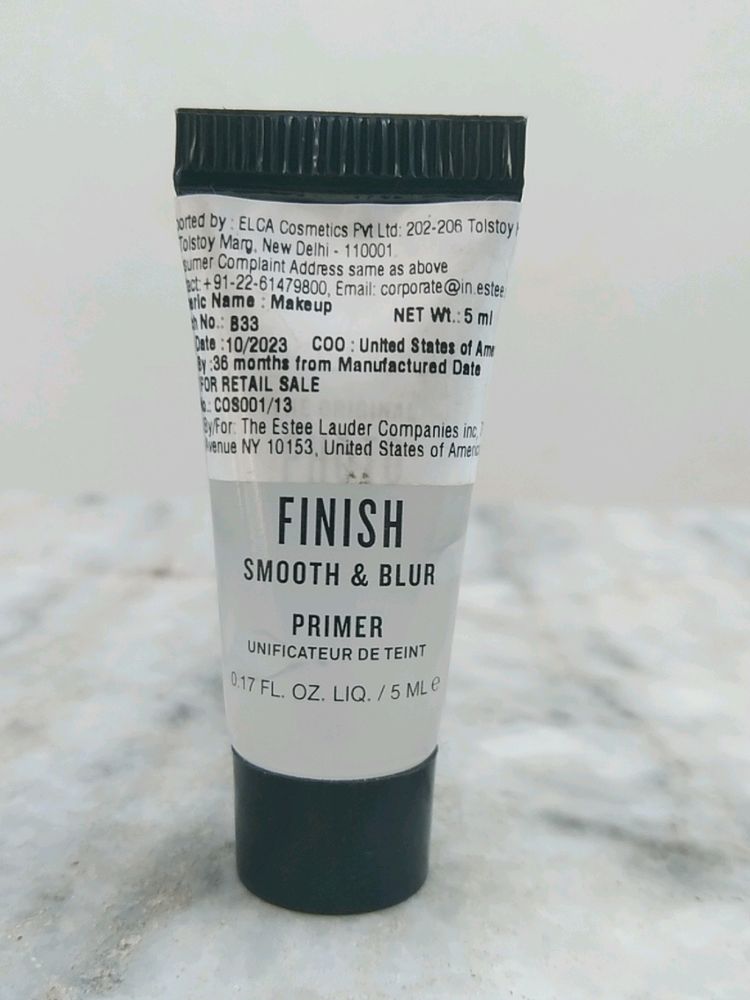 orted by : ELCA Cosmetics Pvt Ltd: 202-206 Tolstoy
Tolstoy Marg, New Delhi - 110001
sumer Complaint Address same as above
act: +91-22-61479800, Email: corporate@in.estee
eric Name : Makeup NET Wt.: 5 ml
h No.: B33
Date : 10/2023 COO : United States of Ame
By :36 months from Manufactured Date
FOR RETAIL SALE
o.: COS001/13
By/For: The Estee Lauder Companies inc,
Avenue NY 10153, United States of America
FINISH
SMOOTH & BLUR
PRIMER
UNIFICATEUR DE TEINT
0.17 FL. OZ. LIQ. / 5 ML e